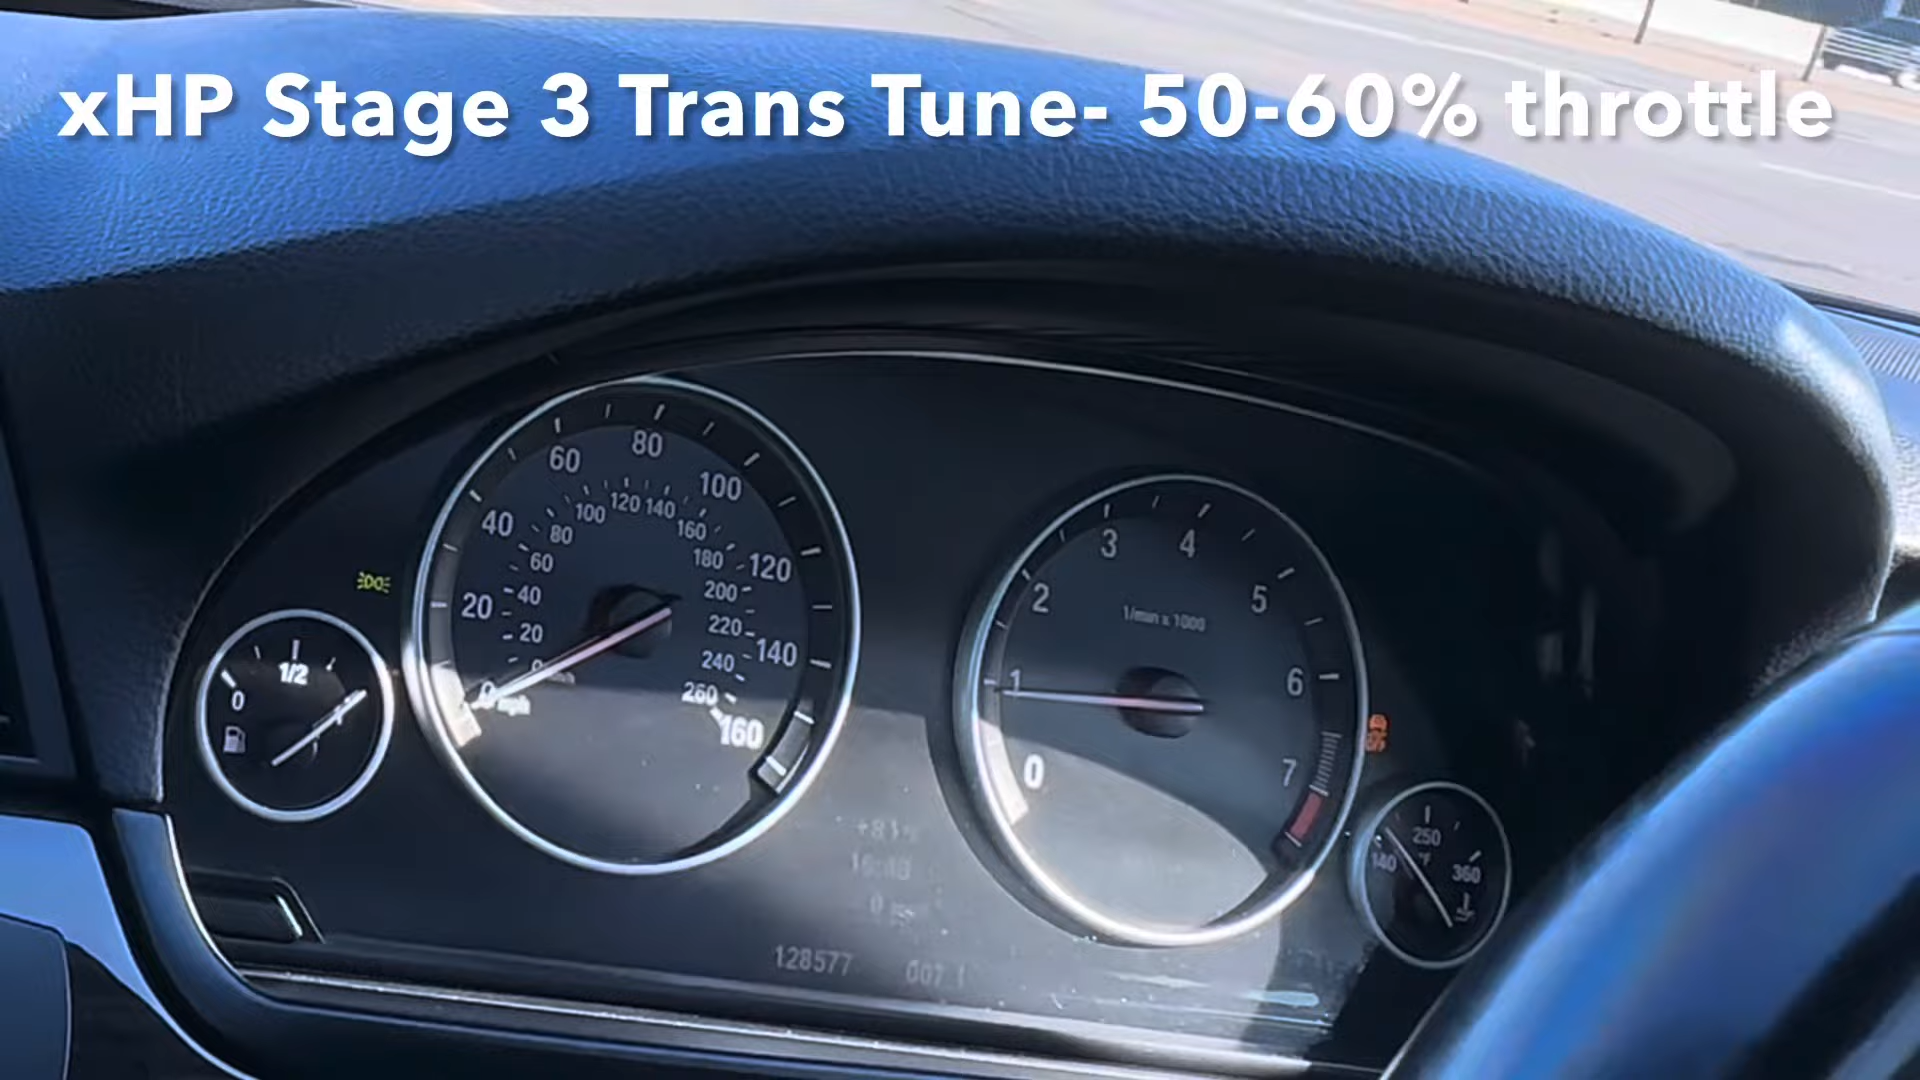 xHP Stage 3 Trans Tune- 50-60% throttle
0 1/2
20 40 60 80 100 120 140 160
mph
0 20 40 60 80 100 120 140 160 180 200 220 240 260
0 1 2 3 4 5 6 7
1/min x 1000
140 250 360
°F
128577